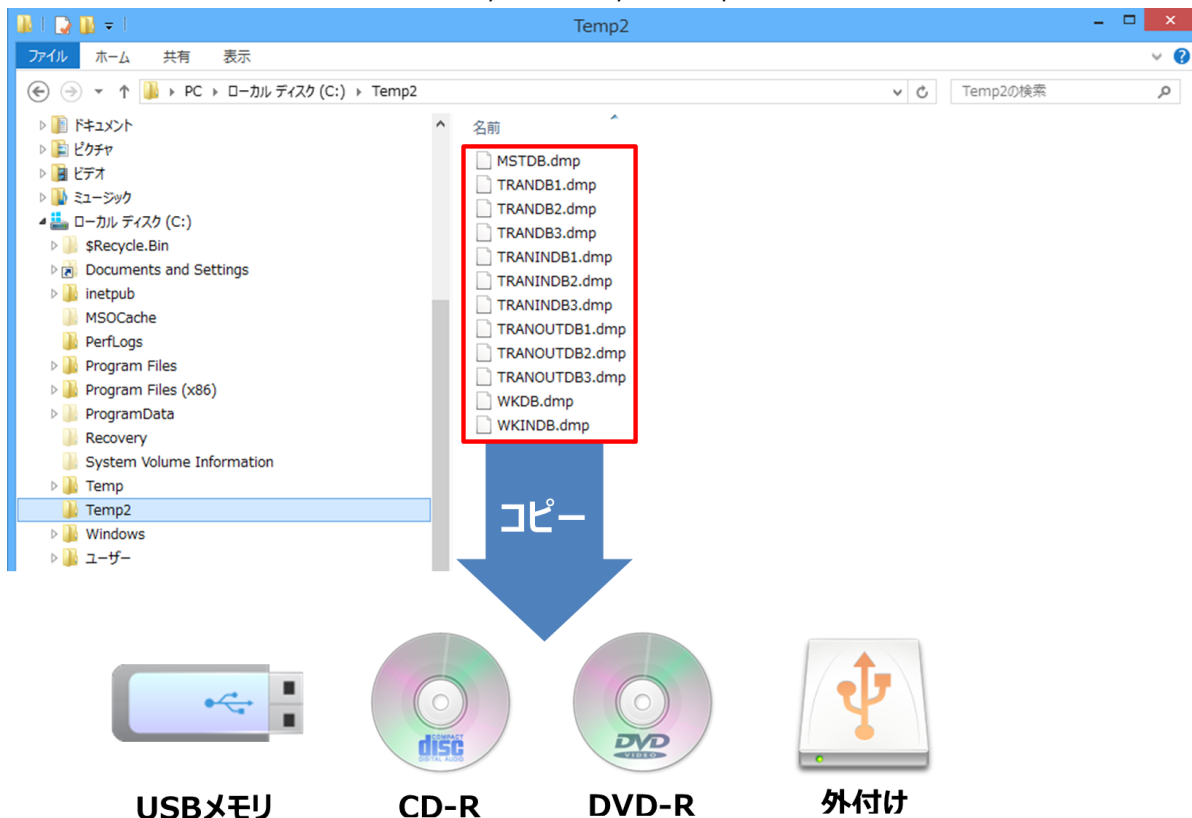 Temp2
ファイル ホーム 共有 表示
PC ローカル ディスク (C:) Temp2
Temp2の検索
ドキュメント
ピクチャ
ビデオ
ミュージック
ローカル ディスク (C:)
$Recycle.Bin
Documents and Settings
inetpub
MSOCache
PerfLogs
Program Files
Program Files (x86)
ProgramData
Recovery
System Volume Information
Temp
Temp2
Windows
ユーザー
名前
MSTDB.dmp
TRANDB1.dmp
TRANDB2.dmp
TRANDB3.dmp
TRANINDB1.dmp
TRANINDB2.dmp
TRANINDB3.dmp
TRANOUTDB1.dmp
TRANOUTDB2.dmp
TRANOUTDB3.dmp
WKDB.dmp
WKINDB.dmp
コピー
COMPACT
disc
DIGITAL AUDIO
DVD
VIDEO
USBメモリ
CD-R
DVD-R
外付け